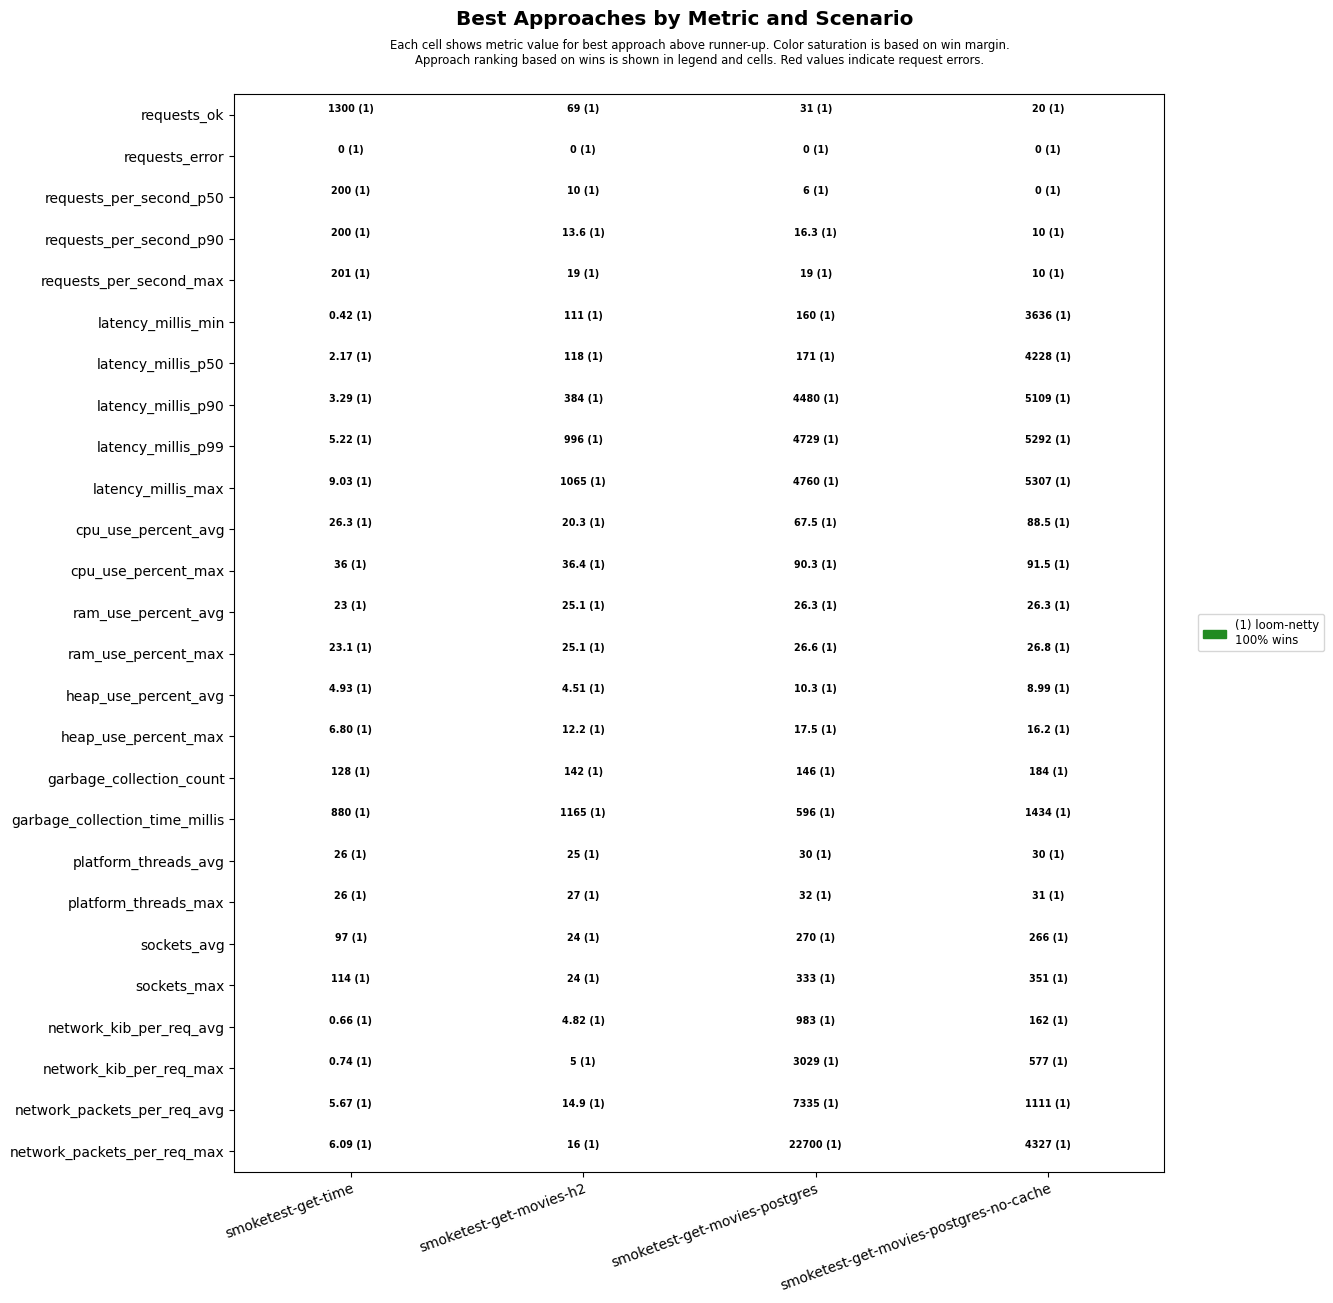 Best Approaches by Metric and Scenario
Each cell shows metric value for best approach above runner-up. Color saturation is based on win margin.
Approach ranking based on wins is shown in legend and cells. Red values indicate request errors.
requests_ok 1300 (1) 69 (1) 31 (1) 20 (1)
requests_error 0 (1) 0 (1) 0 (1) 0 (1)
requests_per_second_p50 200 (1) 10 (1) 6 (1) 0 (1)
requests_per_second_p90 200 (1) 13.6 (1) 16.3 (1) 10 (1)
requests_per_second_max 201 (1) 19 (1) 19 (1) 10 (1)
latency_millis_min 0.42 (1) 111 (1) 160 (1) 3636 (1)
latency_millis_p50 2.17 (1) 118 (1) 171 (1) 4228 (1)
latency_millis_p90 3.29 (1) 384 (1) 4480 (1) 5109 (1)
latency_millis_p99 5.22 (1) 996 (1) 4729 (1) 5292 (1)
latency_millis_max 9.03 (1) 1065 (1) 4760 (1) 5307 (1)
cpu_use_percent_avg 26.3 (1) 20.3 (1) 67.5 (1) 88.5 (1)
cpu_use_percent_max 36 (1) 36.4 (1) 90.3 (1) 91.5 (1)
ram_use_percent_avg 23 (1) 25.1 (1) 26.3 (1) 26.3 (1)
ram_use_percent_max 23.1 (1) 25.1 (1) 26.6 (1) 26.8 (1)
heap_use_percent_avg 4.93 (1) 4.51 (1) 10.3 (1) 8.99 (1)
heap_use_percent_max 6.80 (1) 12.2 (1) 17.5 (1) 16.2 (1)
garbage_collection_count 128 (1) 142 (1) 146 (1) 184 (1)
garbage_collection_time_millis 880 (1) 1165 (1) 596 (1) 1434 (1)
platform_threads_avg 26 (1) 25 (1) 30 (1) 30 (1)
platform_threads_max 26 (1) 27 (1) 32 (1) 31 (1)
sockets_avg 97 (1) 24 (1) 270 (1) 266 (1)
sockets_max 114 (1) 24 (1) 333 (1) 351 (1)
network_kib_per_req_avg 0.66 (1) 4.82 (1) 983 (1) 162 (1)
network_kib_per_req_max 0.74 (1) 5 (1) 3029 (1) 577 (1)
network_packets_per_req_avg 5.67 (1) 14.9 (1) 7335 (1) 1111 (1)
network_packets_per_req_max 6.09 (1) 16 (1) 22700 (1) 4327 (1)
smoketest-get-time
smoketest-get-movies-h2
smoketest-get-movies-postgres
smoketest-get-movies-postgres-no-cache
(1) loom-netty
100% wins